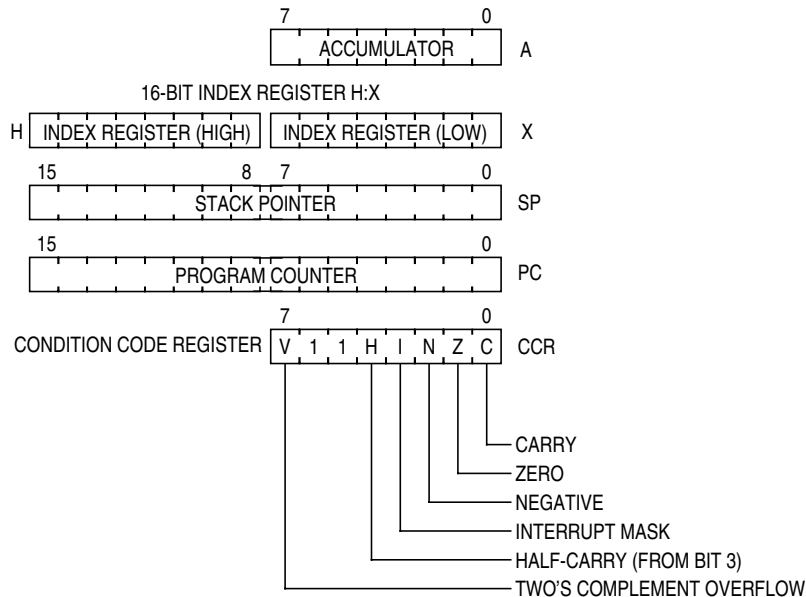 7 0
ACCUMULATOR A
16-BIT INDEX REGISTER H:X
H INDEX REGISTER (HIGH) INDEX REGISTER (LOW) X
15 8 7 0
STACK POINTER SP
15 0
PROGRAM COUNTER PC
7 0
CONDITION CODE REGISTER V 1 1 H I N Z C CCR
CARRY
ZERO
NEGATIVE
INTERRUPT MASK
HALF-CARRY (FROM BIT 3)
TWO'S COMPLEMENT OVERFLOW